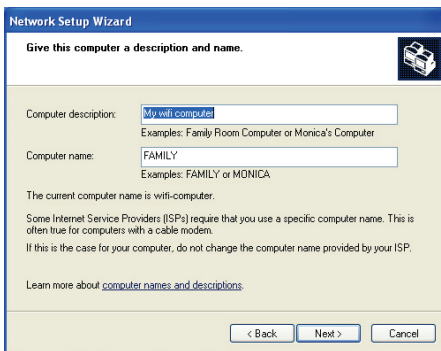 Network Setup Wizard
Give this computer a description and name.
Computer description: My wifi computer
Examples: Family Room Computer or Monica's Computer
Computer name: FAMILY
Examples: FAMILY or MONICA
The current computer name is wifi-computer.
Some Internet Service Providers (ISPs) require that you use a specific computer name. This is
often true for computers with a cable modem.
If this is the case for your computer, do not change the computer name provided by your ISP.
Learn more about computer names and descriptions.
< Back Next > Cancel